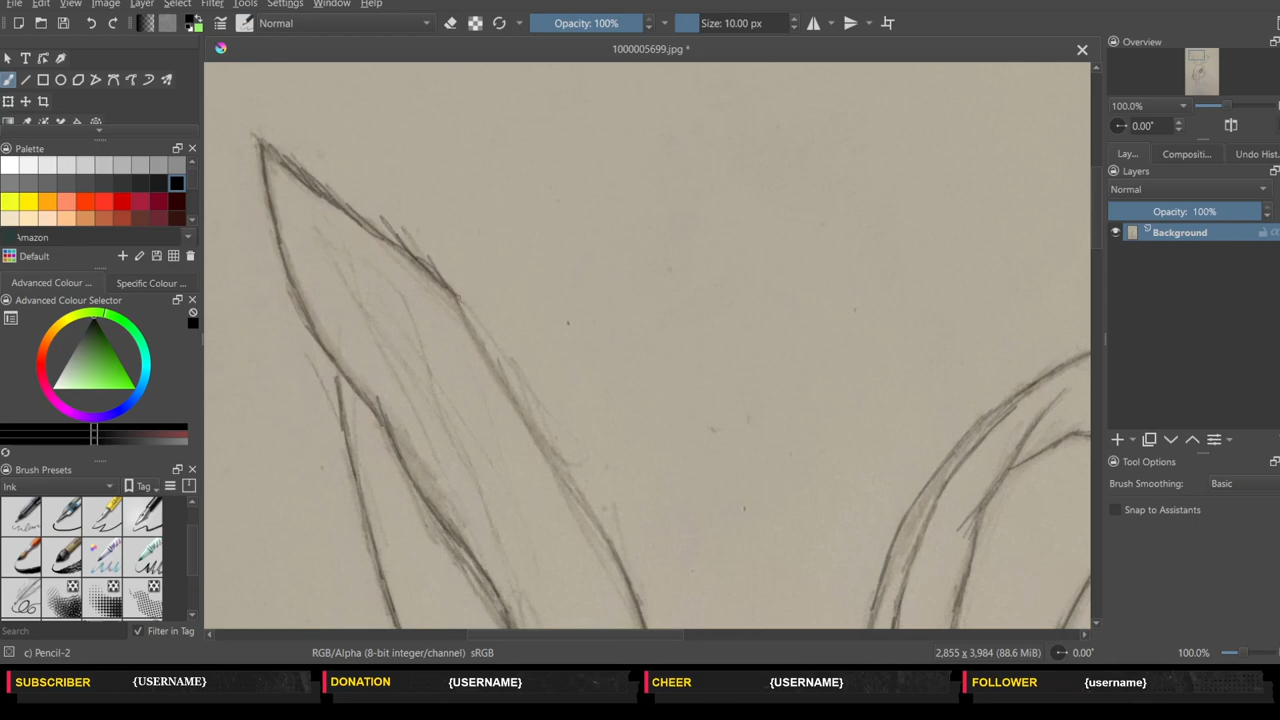 File Edit View Image Layer Select Filter Tools Settings Window Help
Normal Opacity: 100% Size: 10.00 px
1000005699.jpg *
Overview
100.0%
0.00°
Palette
Lay... Compositi... Undo Hist.
Layers
Normal
Opacity: 100%
Background
Amazon
Default
Advanced Colour ... Specific Colour ...
Advanced Colour Selector
Tool Options
Brush Smoothing: Basic
Snap to Assistants
Brush Presets
Ink Tag
Search Filter in Tag
c) Pencil-2 RGB/Alpha (8-bit integer/channel) sRGB 2,855 x 3,984 (88.6 MiB) 0.00° 100.0%
SUBSCRIBER {USERNAME} DONATION {USERNAME} CHEER {USERNAME} FOLLOWER {username}